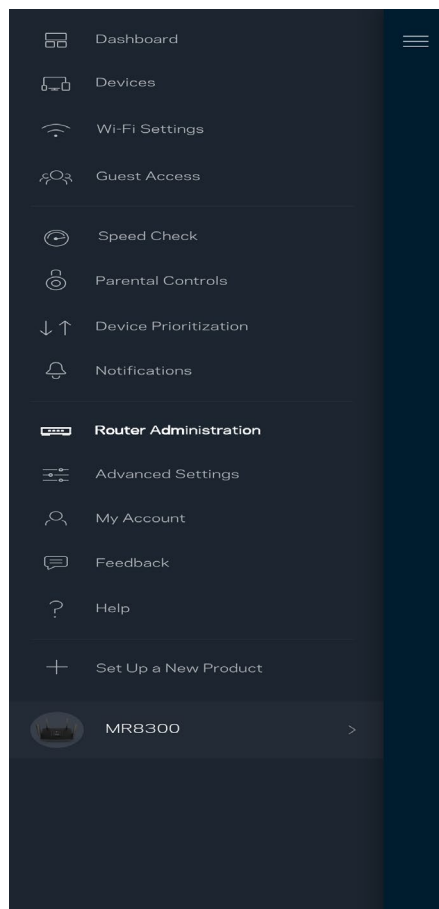 Dashboard
Devices
Wi-Fi Settings
Guest Access
Speed Check
Parental Controls
Device Prioritization
Notifications
Router Administration
Advanced Settings
My Account
Feedback
Help
Set Up a New Product
MR8300